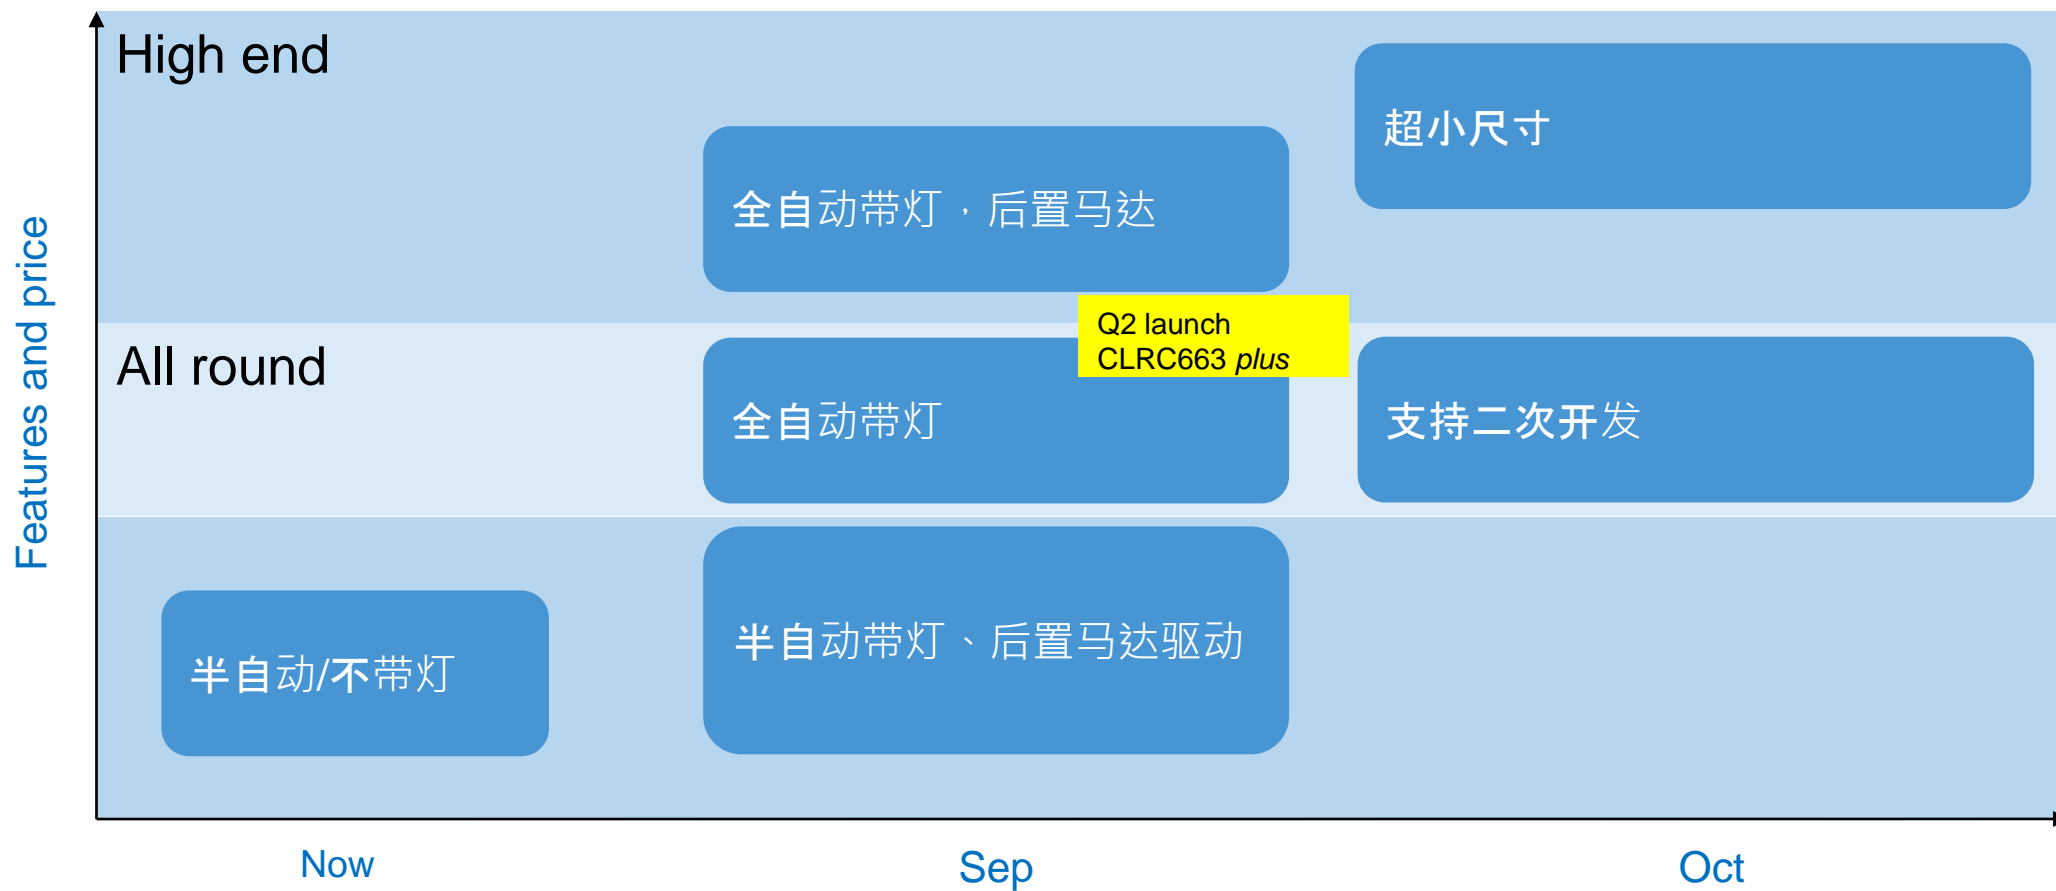 High end
超小尺寸
全自动带灯，后置马达
Features and price
Q2 launch
CLRC663 plus
All round
全自动带灯
支持二次开发
半自动带灯、后置马达驱动
半自动/不带灯
Now
Sep
Oct